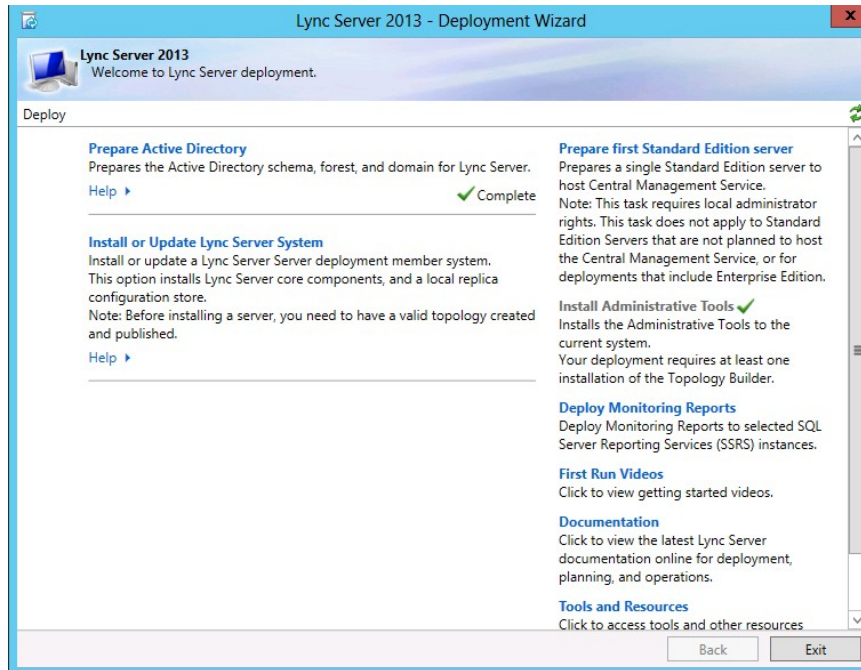 Lync Server 2013 - Deployment Wizard
x
Lync Server 2013
Welcome to Lync Server deployment.
Deploy
Prepare Active Directory
Prepares the Active Directory schema, forest, and domain for Lync Server.
Help
Complete
Install or Update Lync Server System
Install or update a Lync Server Server deployment member system.
This option installs Lync Server core components, and a local replica
configuration store.
Note: Before installing a server, you need to have a valid topology created
and published.
Help
Prepare first Standard Edition server
Prepares a single Standard Edition server to
host Central Management Service.
Note: This task requires local administrator
rights. This task does not apply to Standard
Edition Servers that are not planned to host
the Central Management Service, or for
deployments that include Enterprise Edition.
Install Administrative Tools
Installs the Administrative Tools to the
current system.
Your deployment requires at least one
installation of the Topology Builder.
Deploy Monitoring Reports
Deploy Monitoring Reports to selected SQL
Server Reporting Services (SSRS) instances.
First Run Videos
Click to view getting started videos.
Documentation
Click to view the latest Lync Server
documentation online for deployment,
planning, and operations.
Tools and Resources
Click to access tools and other resources
Back
Exit